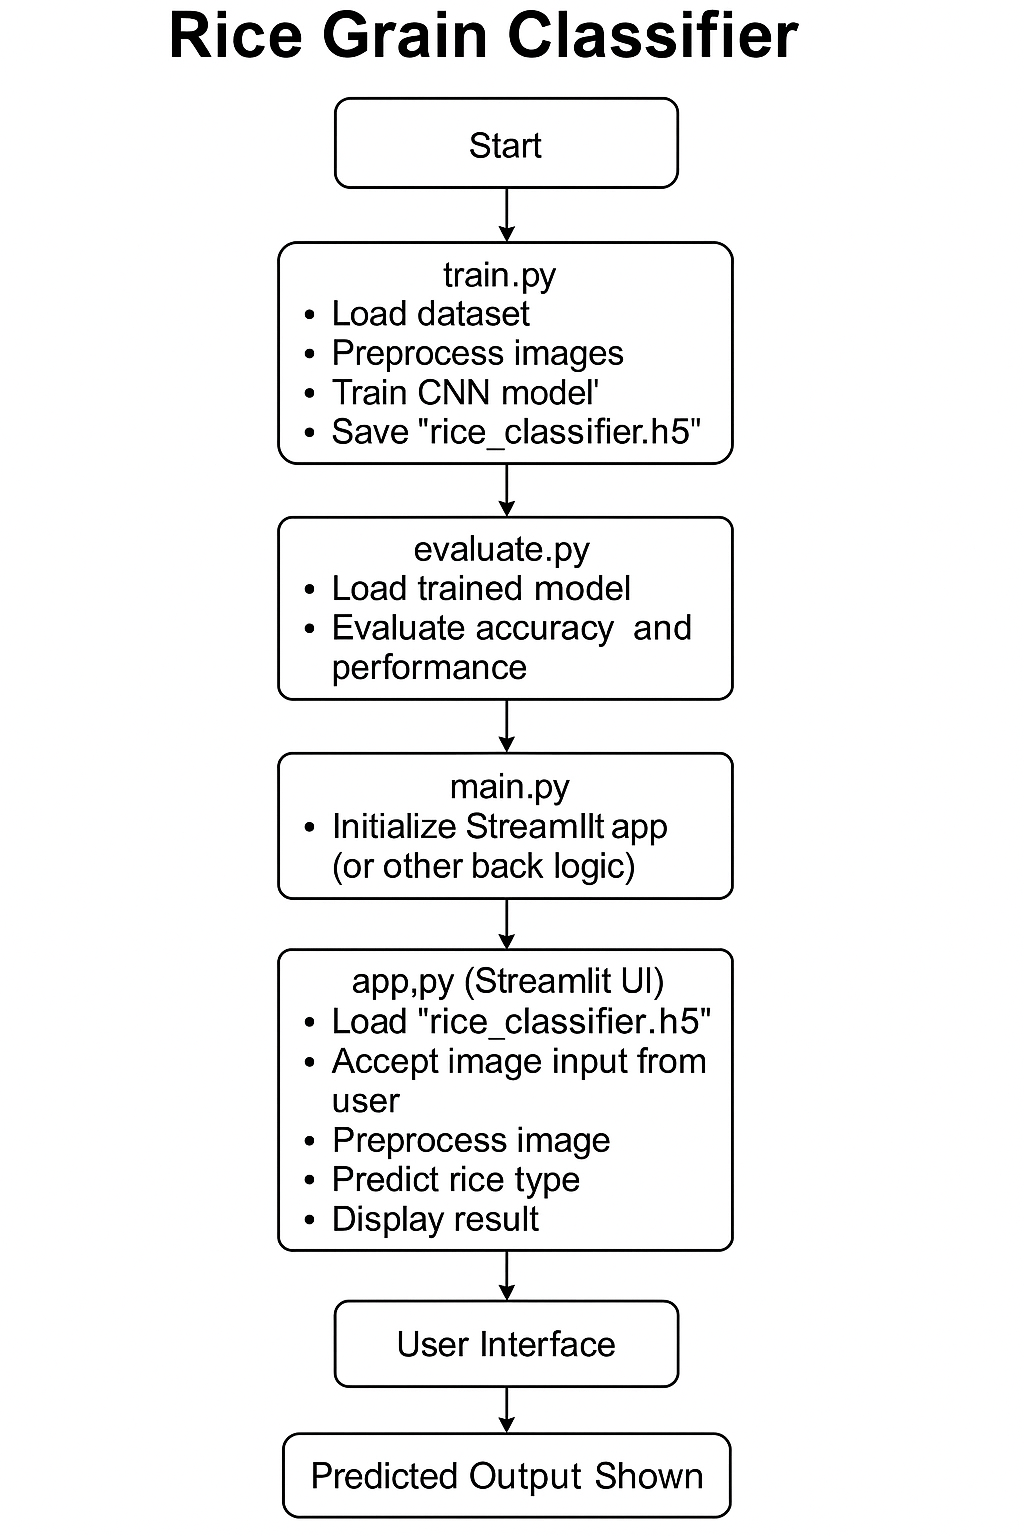 Rice Grain Classifier
Start
train.py
• Load dataset
• Preprocess images
• Train CNN model'
• Save "rice_classifier.h5"
evaluate.py
• Load trained model
• Evaluate accuracy and
performance
main.py
• Initialize Streamllt app
(or other back logic)
app,py (Streamlit UI)
• Load "rice_classifier.h5"
• Accept image input from
user
• Preprocess image
• Predict rice type
• Display result
User Interface
Predicted Output Shown